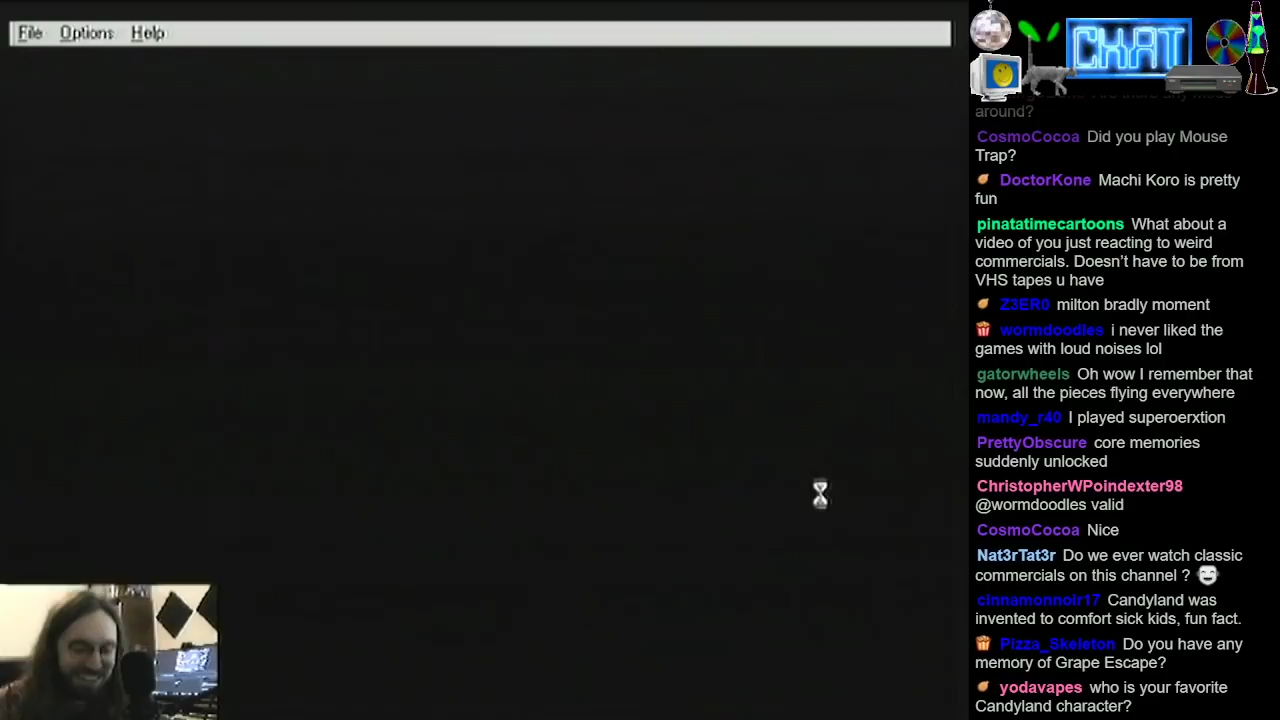 File Options Help
CHAT
around?
CosmoCocoa Did you play Mouse
Trap?
DoctorKone Machi Koro is pretty
fun
pinatatimecartoons What about a
video of you just reacting to weird
commercials. Doesn't have to be from
VHS tapes u have
Z3ER0 milton bradly moment
wormdoodles i never liked the
games with loud noises lol
gatorwheels Oh wow I remember that
now, all the pieces flying everywhere
mandy_r40 I played superoerxtion
PrettyObscure core memories
suddenly unlocked
ChristopherWPoindexter98
@wormdoodles valid
CosmoCocoa Nice
Nat3rTat3r Do we ever watch classic
commercials on this channel ?
cinnamonnoir17 Candyland was
invented to comfort sick kids, fun fact.
Pizza_Skeleton Do you have any
memory of Grape Escape?
yodavapes who is your favorite
Candyland character?